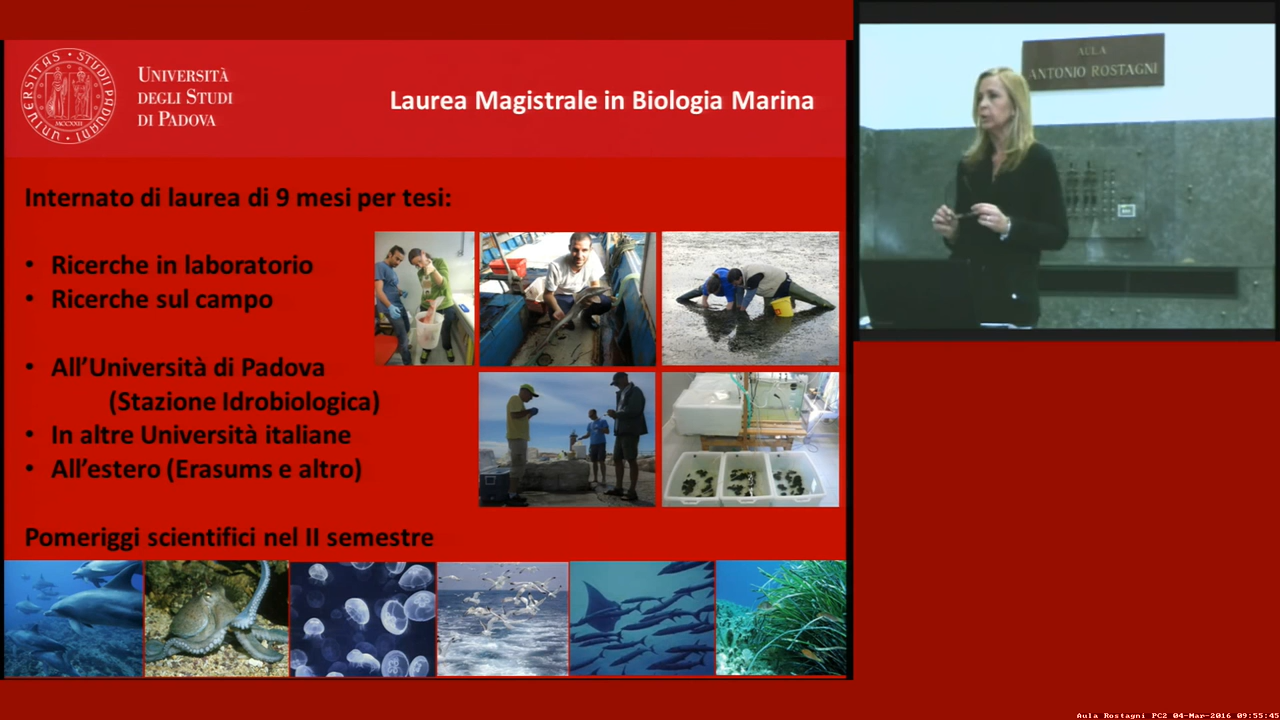 UNIVERSITÀ
DEGLI STUDI
DI PADOVA
Laurea Magistrale in Biologia Marina
Internato di laurea di 9 mesi per tesi:
• Ricerche in laboratorio
• Ricerche sul campo
• All'Università di Padova
(Stazione Idrobiologica)
• In altre Università italiane
• All'estero (Erasums e altro)
Pomeriggi scientifici nel II semestre
AULA
ANTONIO ROSTAGNI
Aula Rostagni PC2 04-Mar-2016 09:55:45